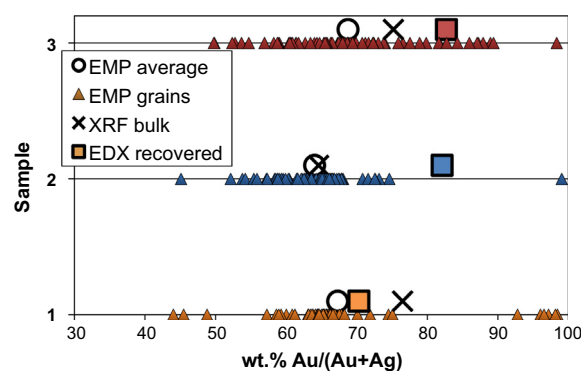 3
EMP average
EMP grains
XRF bulk
EDX recovered
Sample
2
1
30 40 50 60 70 80 90 100
wt.% Au/(Au+Ag)